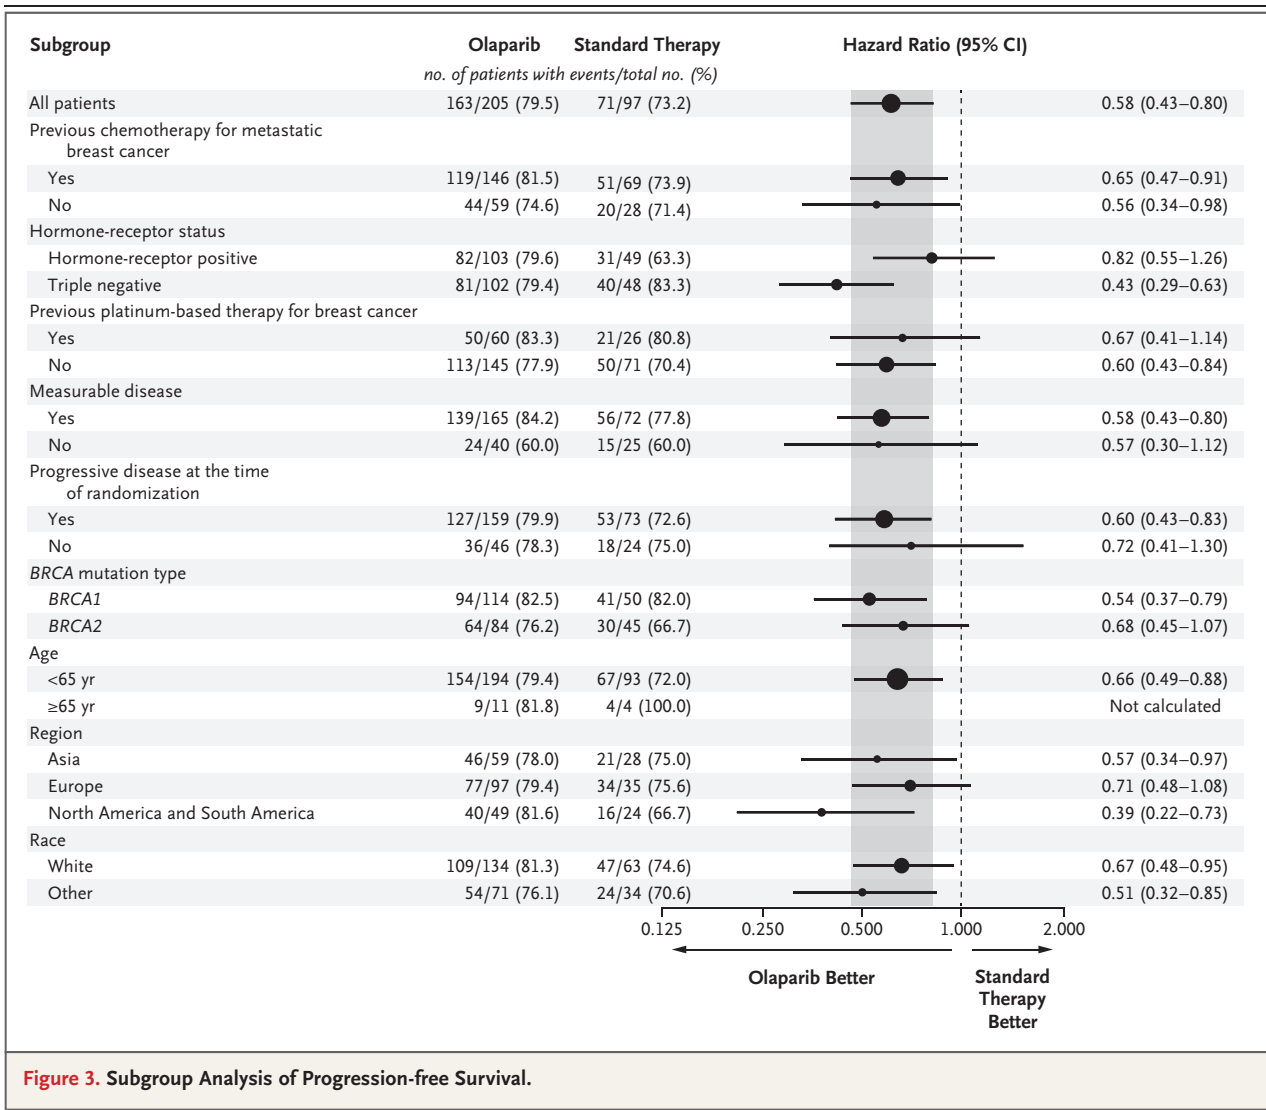 Subgroup Olaparib Standard Therapy Hazard Ratio (95% CI)
no. of patients with events/total no. (%)
All patients 163/205 (79.5) 71/97 (73.2) 0.58 (0.43–0.80)
Previous chemotherapy for metastatic
breast cancer
Yes 119/146 (81.5) 51/69 (73.9) 0.65 (0.47–0.91)
No 44/59 (74.6) 20/28 (71.4) 0.56 (0.34–0.98)
Hormone-receptor status
Hormone-receptor positive 82/103 (79.6) 31/49 (63.3) 0.82 (0.55–1.26)
Triple negative 81/102 (79.4) 40/48 (83.3) 0.43 (0.29–0.63)
Previous platinum-based therapy for breast cancer
Yes 50/60 (83.3) 21/26 (80.8) 0.67 (0.41–1.14)
No 113/145 (77.9) 50/71 (70.4) 0.60 (0.43–0.84)
Measurable disease
Yes 139/165 (84.2) 56/72 (77.8) 0.58 (0.43–0.80)
No 24/40 (60.0) 15/25 (60.0) 0.57 (0.30–1.12)
Progressive disease at the time
of randomization
Yes 127/159 (79.9) 53/73 (72.6) 0.60 (0.43–0.83)
No 36/46 (78.3) 18/24 (75.0) 0.72 (0.41–1.30)
BRCA mutation type
BRCA1 94/114 (82.5) 41/50 (82.0) 0.54 (0.37–0.79)
BRCA2 64/84 (76.2) 30/45 (66.7) 0.68 (0.45–1.07)
Age
<65 yr 154/194 (79.4) 67/93 (72.0) 0.66 (0.49–0.88)
≥65 yr 9/11 (81.8) 4/4 (100.0) Not calculated
Region
Asia 46/59 (78.0) 21/28 (75.0) 0.57 (0.34–0.97)
Europe 77/97 (79.4) 34/35 (75.6) 0.71 (0.48–1.08)
North America and South America 40/49 (81.6) 16/24 (66.7) 0.39 (0.22–0.73)
Race
White 109/134 (81.3) 47/63 (74.6) 0.67 (0.48–0.95)
Other 54/71 (76.1) 24/34 (70.6) 0.51 (0.32–0.85)
0.125 0.250 0.500 1.000 2.000
Olaparib Better Standard
Therapy
Better
Figure 3. Subgroup Analysis of Progression-free Survival.